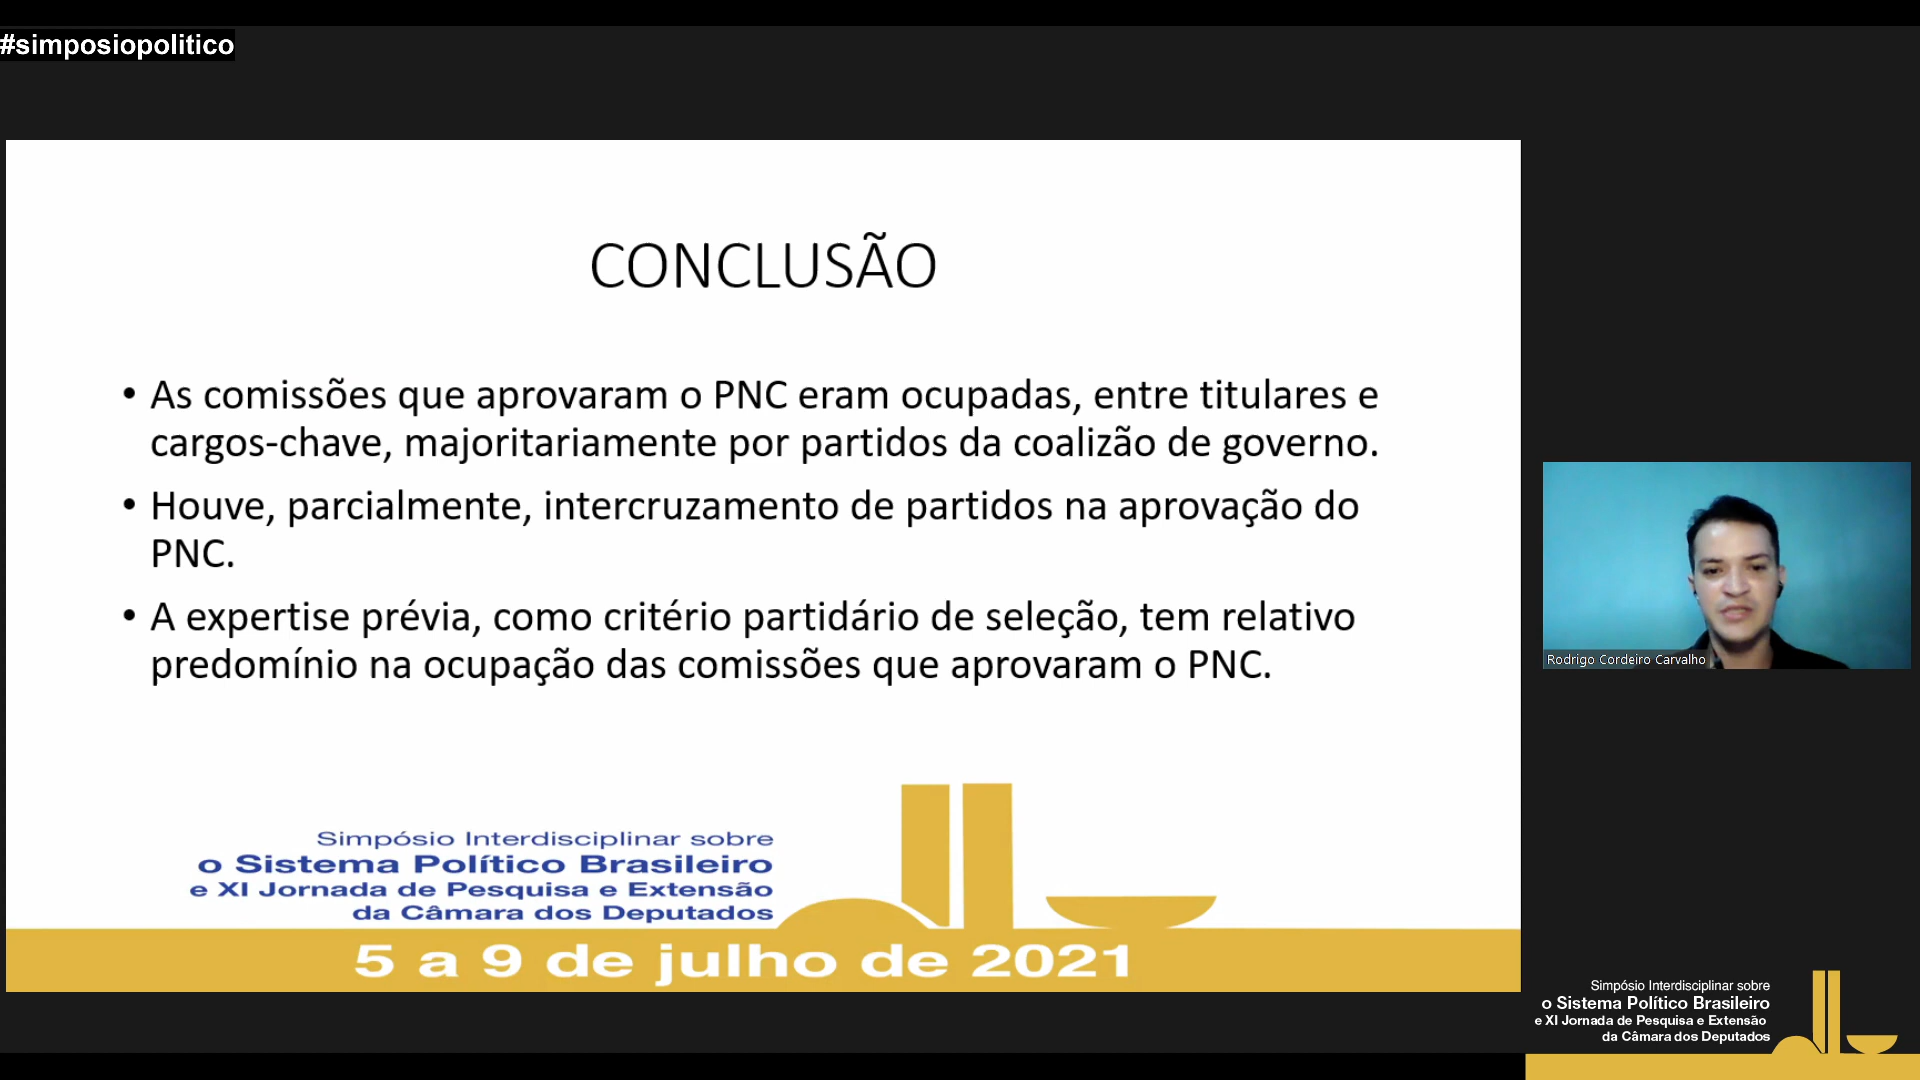 #simposiopolitico
CONCLUSÃO
• As comissões que aprovaram o PNC eram ocupadas, entre titulares e
cargos-chave, majoritariamente por partidos da coalizão de governo.
• Houve, parcialmente, intercruzamento de partidos na aprovação do
PNC.
• A expertise prévia, como critério partidário de seleção, tem relativo
predomínio na ocupação das comissões que aprovaram o PNC.
Simpósio Interdisciplinar sobre
o Sistema Político Brasileiro
e XI Jornada de Pesquisa e Extensão
da Câmara dos Deputados
5 a 9 de julho de 2021
Rodrigo Cordeiro Carvalho
Simpósio Interdisciplinar sobre
o Sistema Político Brasileiro
e XI Jornada de Pesquisa e Extensão
da Câmara dos Deputados